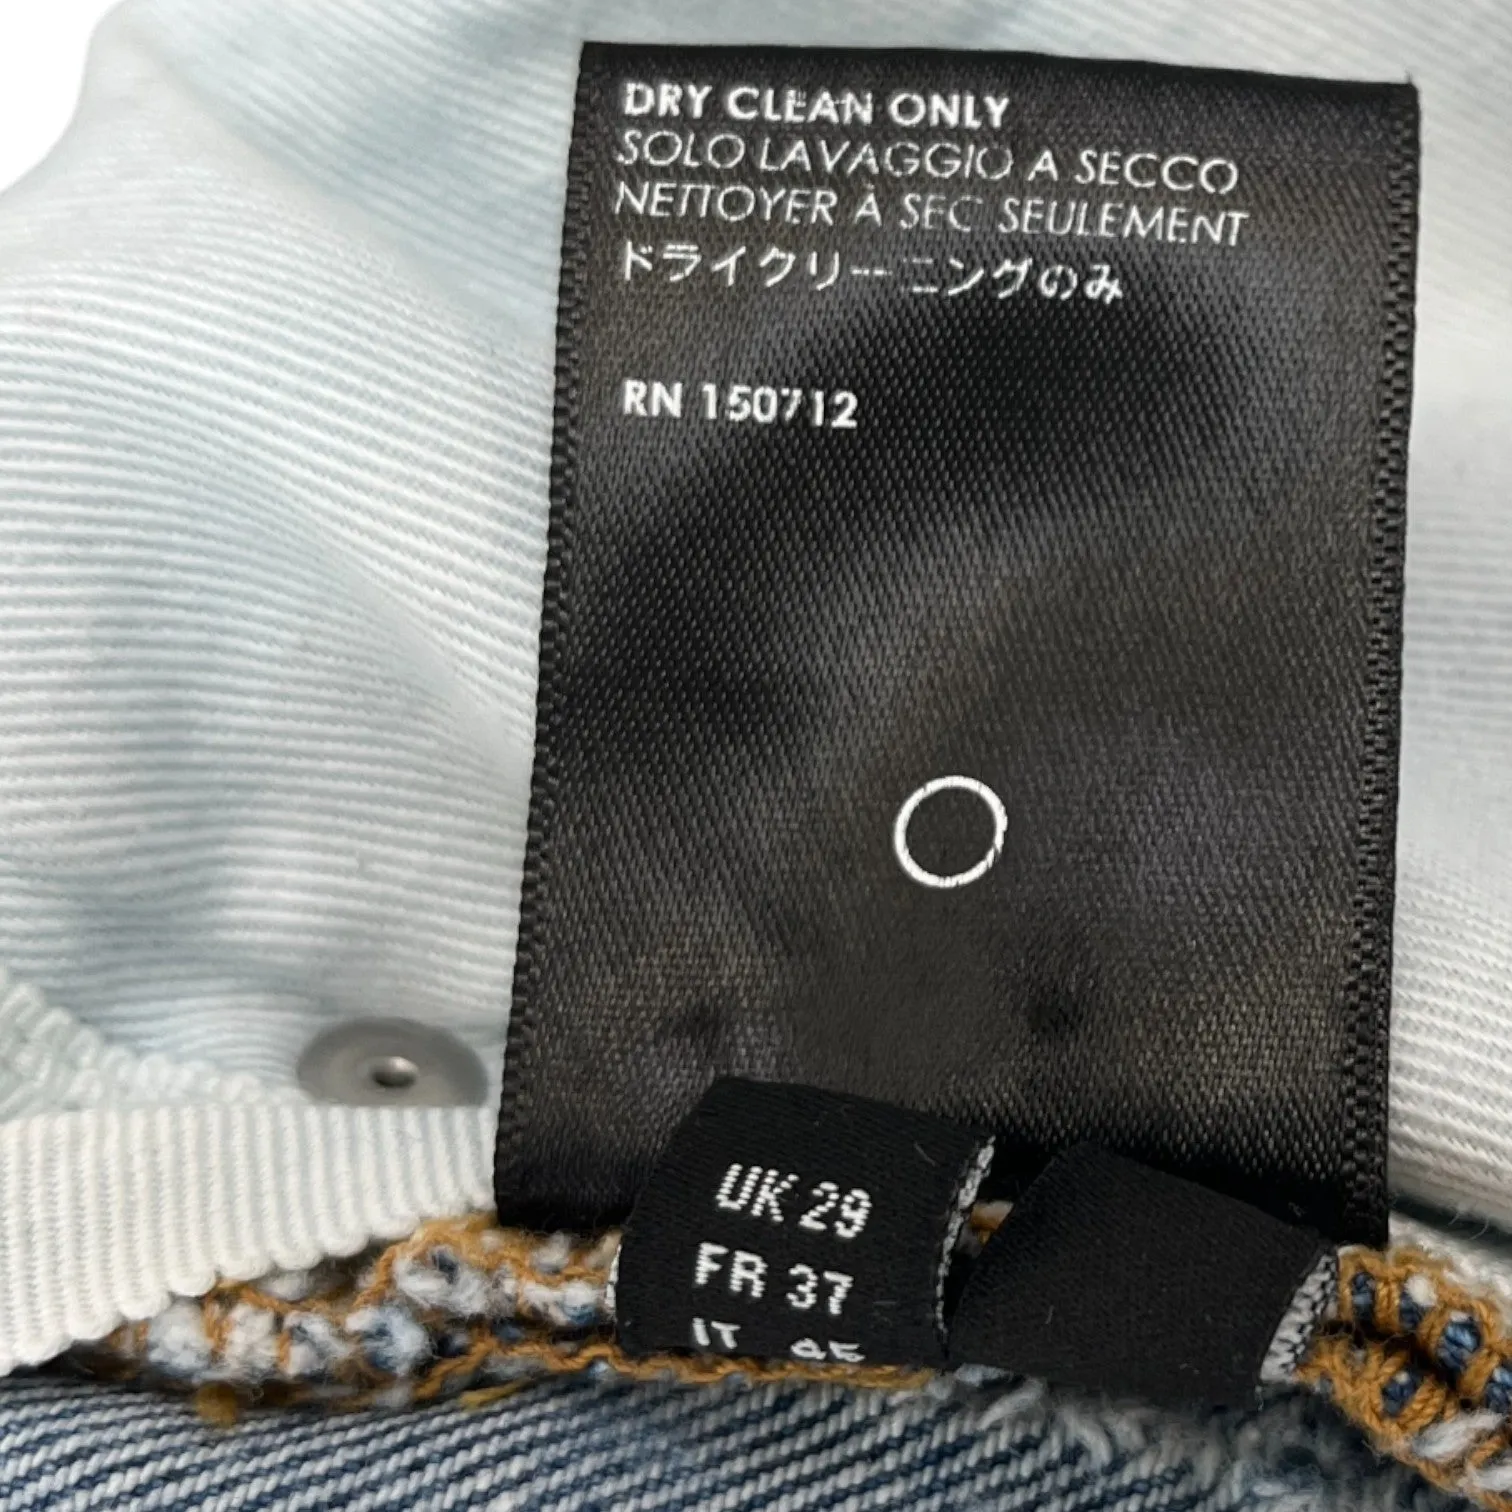 DRY CLEAN ONLY
SOLO LAVAGGIO A SECCO
NETTOYER À SEC SEULEMENT
ドライクリーニングのみ
RN 150712
UK 29
FR 37
IT